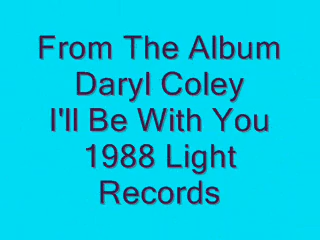 From The Album
Daryl Coley
I'll Be With You
1988 Light
Records